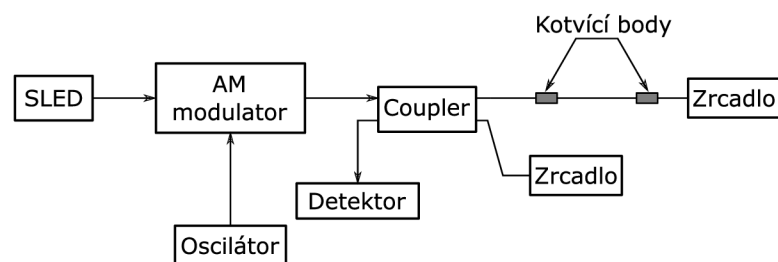 Kotvící body
SLED
AM
modulator
Coupler
Zrcadlo
Detektor
Zrcadlo
Oscilátor